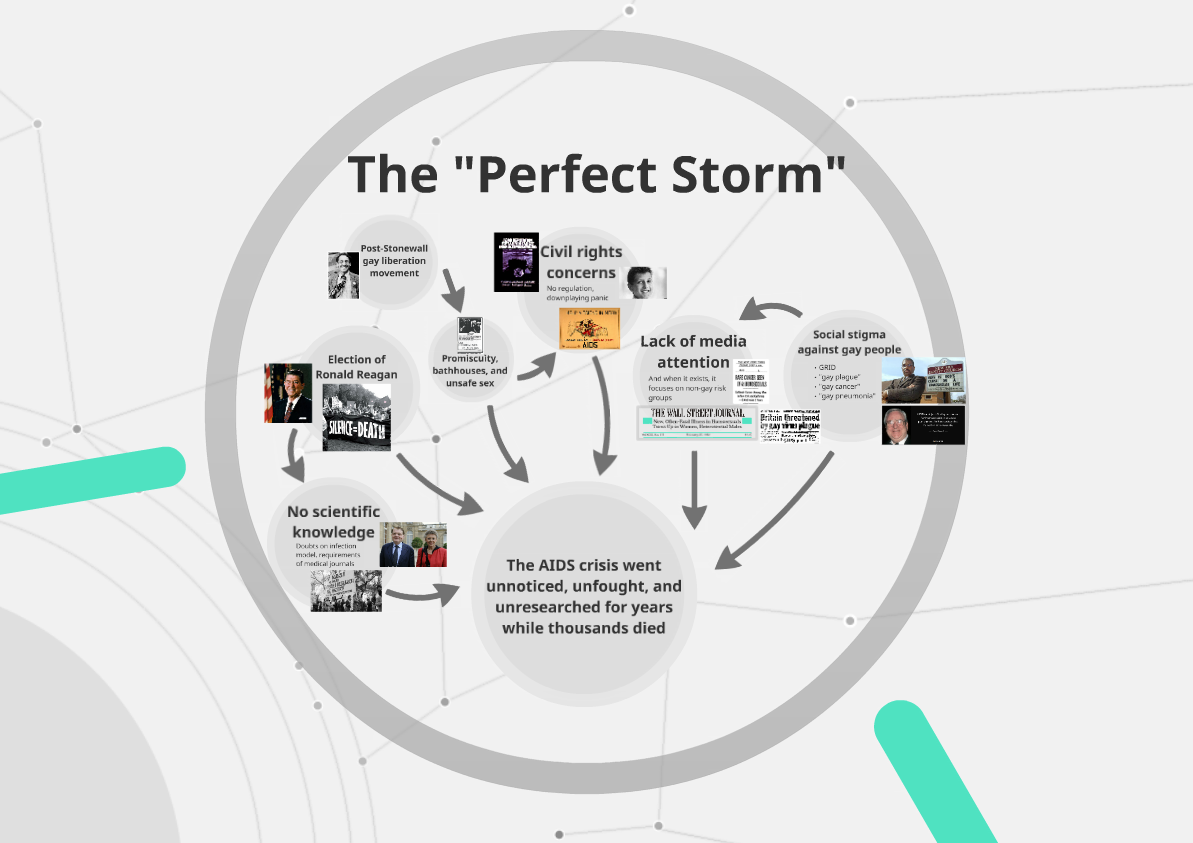 The "Perfect Storm"
Post-Stonewall
gay liberation
movement
Civil rights
concerns
No regulation,
downplaying panic
AIDS
Promiscuity,
bathhouses, and
unsafe sex
Election of
Ronald Reagan
SILENCE=DEATH
Lack of media
attention
And when it exists, it
focuses on non-gay risk
groups
THE WALL STREET JOURNAL
New, Often-Fatal Illness in Homosexuals
Turns Up in Women, Heterosexual Males
Britain threatened
by gay virus plague
Social stigma
against gay people
• GRID
• "gay plague"
• "gay cancer"
• "gay pneumonia"
No scientific
knowledge
Doubts on infection
model, requirements
of medical journals
The AIDS crisis went
unnoticed, unfought, and
unresearched for years
while thousands died